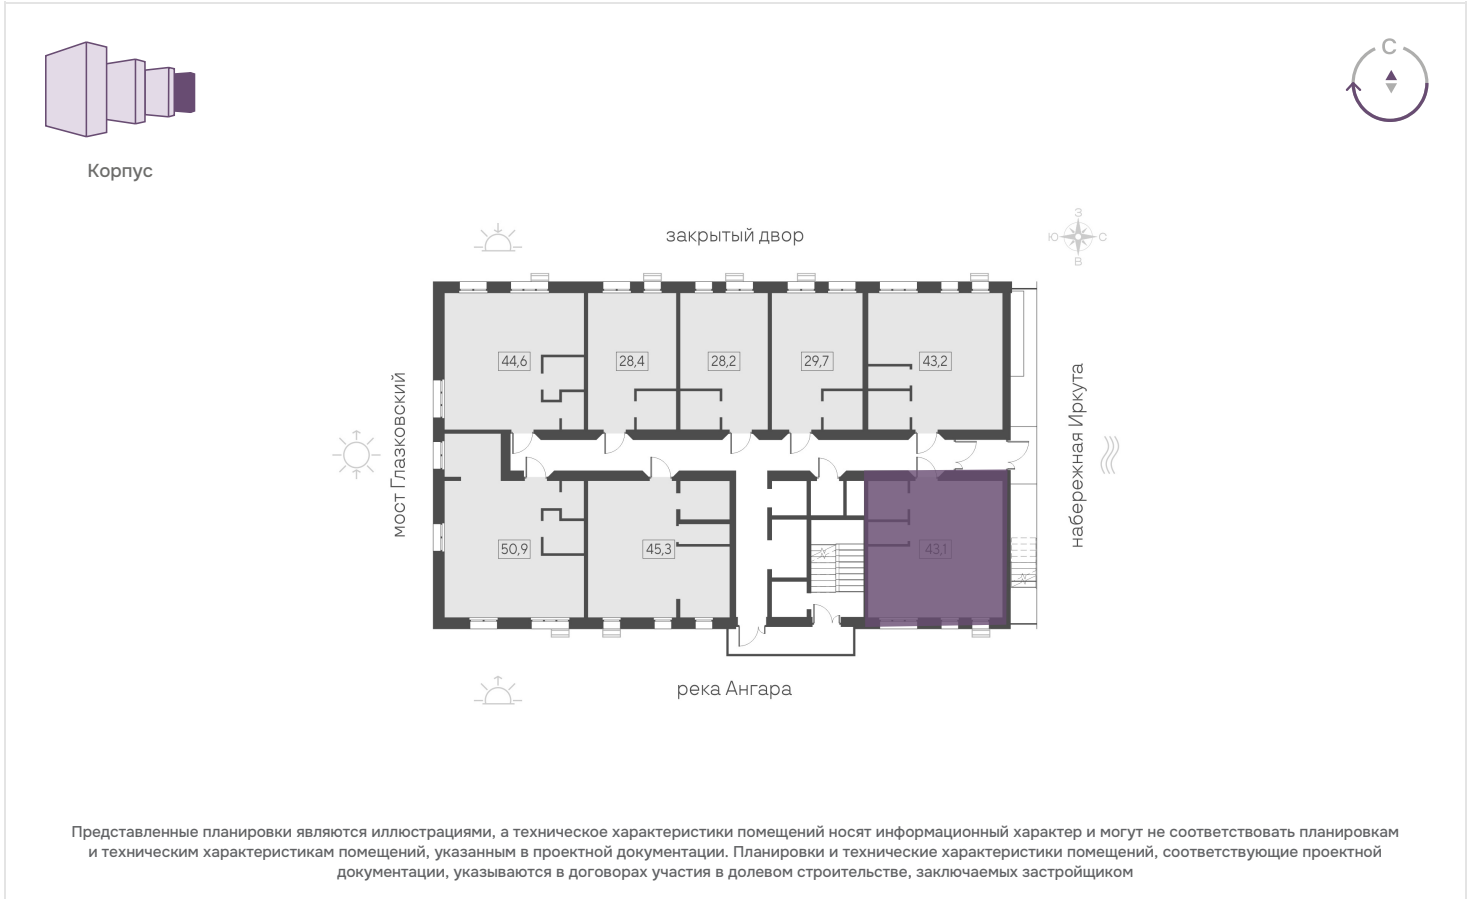 С
Корпус
закрытый двор
З
Ю
С
В
44,6
28,4
28,2
29,7
43,2
мост Глазковский
набережная Иркута
50,9
45,3
43,1
река Ангара
Представленные планировки являются иллюстрациями, а техническое характеристики помещений носят информационный характер и могут не соответствовать планировкам
и техническим характеристикам помещений, указанным в проектной документации. Планировки и технические характеристики помещений, соответствующие проектной
документации, указываются в договорах участия в долевом строительстве, заключаемых застройщиком